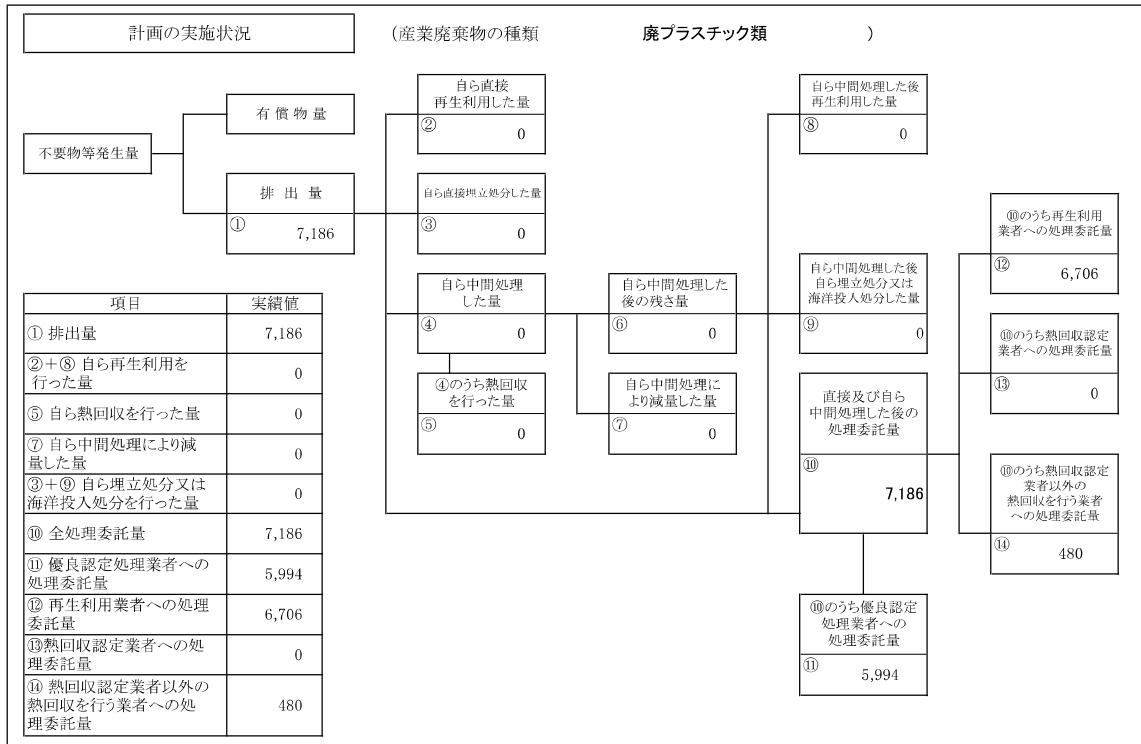 計画の実施状況
(産業廃棄物の種類 廃プラスチック類 )
不要物等発生量
有償物量
排出量
①
7,186
自ら直接
再生利用した量
②
0
自ら直接埋立処分した量
③
0
自ら中間処理
した量
④
0
④のうち熱回収
を行った量
⑤
0
自ら中間処理した
後の残さ量
⑥
0
自ら中間処理に
より減量した量
⑦
0
自ら中間処理した後
再生利用した量
⑧
0
自ら中間処理した後
自ら埋立処分又は
海洋投入処分した量
⑨
0
直接及び自ら
中間処理した後の
処理委託量
⑩
7,186
⑩のうち優良認定
処理業者への
処理委託量
⑪
5,994
⑩のうち再生利用
業者への処理委託量
⑫
6,706
⑩のうち熱回収認定
業者への処理委託量
⑬
0
⑩のうち熱回収認定
業者以外の
熱回収を行う業者
への処理委託量
⑭
480
項目 実績値
① 排出量 7,186
②+⑧ 自ら再生利用を
行った量 0
⑤ 自ら熱回収を行った量 0
⑦ 自ら中間処理により減
量した量 0
③+⑨ 自ら埋立処分又は
海洋投入処分を行った量 0
⑩ 全処理委託量 7,186
⑪ 優良認定処理業者への
処理委託量 5,994
⑫ 再生利用業者への処理
委託量 6,706
⑬熱回収認定業者への処
理委託量 0
⑭ 熱回収認定業者以外の
熱回収を行う業者への処
理委託量 480